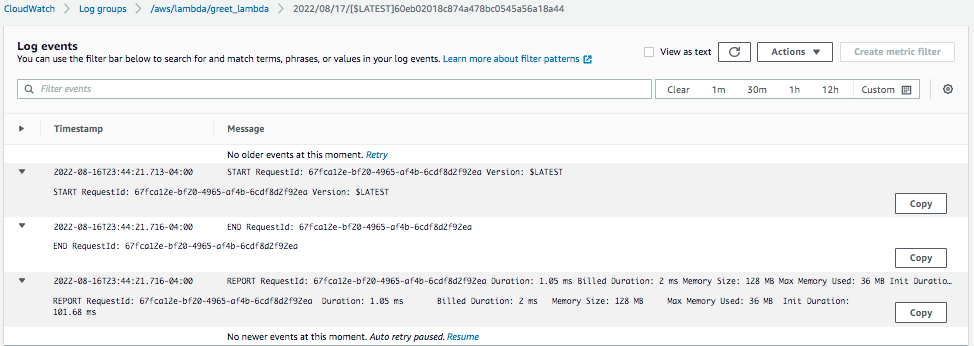 CloudWatch > Log groups > /aws/lambda/greet_lambda > 2022/08/17/[$LATEST]60eb02018c874a478bc0545a56a18a44
Log events
You can use the filter bar below to search for and match terms, phrases, or values in your log events. Learn more about filter patterns
View as text
Actions
Create metric filter
Filter events
Clear 1m 30m 1h 12h Custom
Timestamp Message
No older events at this moment. Retry
2022-08-16T23:44:21.713-04:00 START RequestId: 67fca12e-bf20-4965-af4b-6cdf8d2f92ea Version: $LATEST
START RequestId: 67fca12e-bf20-4965-af4b-6cdf8d2f92ea Version: $LATEST
Copy
2022-08-16T23:44:21.716-04:00 END RequestId: 67fca12e-bf20-4965-af4b-6cdf8d2f92ea
END RequestId: 67fca12e-bf20-4965-af4b-6cdf8d2f92ea
Copy
2022-08-16T23:44:21.716-04:00 REPORT RequestId: 67fca12e-bf20-4965-af4b-6cdf8d2f92ea Duration: 1.05 ms Billed Duration: 2 ms Memory Size: 128 MB Max Memory Used: 36 MB Init Duratio…
REPORT RequestId: 67fca12e-bf20-4965-af4b-6cdf8d2f92ea Duration: 1.05 ms Billed Duration: 2 ms Memory Size: 128 MB Max Memory Used: 36 MB Init Duration:
101.68 ms
Copy
No newer events at this moment. Auto retry paused. Resume